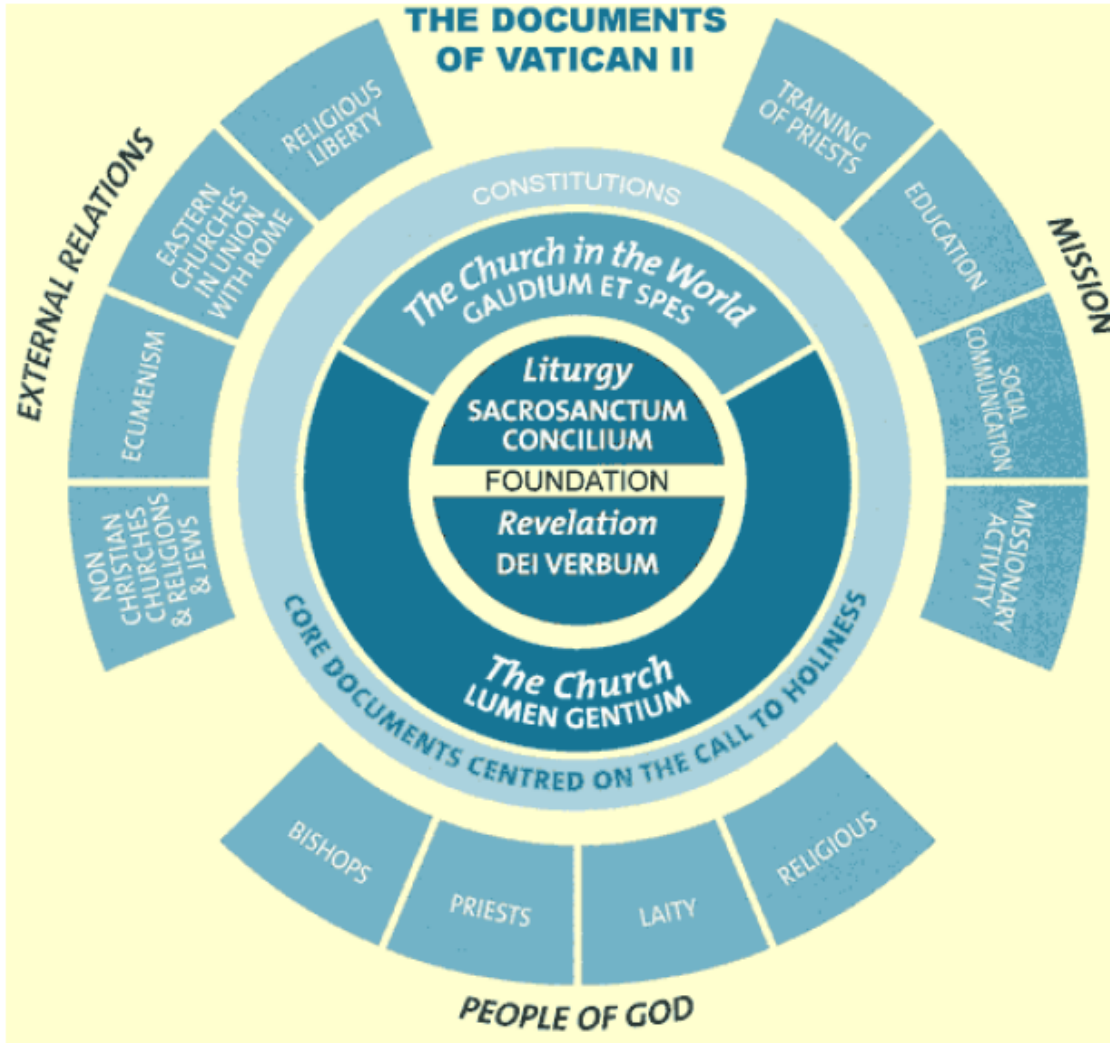 THE DOCUMENTS
OF VATICAN II
EXTERNAL RELATIONS
RELIGIOUS
LIBERTY
EASTERN
CHURCHES
IN UNION
WITH ROME
ECUMENISM
NON
CHRISTIAN
CHURCHES
& RELIGIONS
& JEWS
MISSION
TRAINING
OF PRIESTS
EDUCATION
SOCIAL
COMMUNICATION
MISSIONARY
ACTIVITY
CONSTITUTIONS
The Church in the World
GAUDIUM ET SPES
Liturgy
SACROSANCTUM
CONCILIUM
FOUNDATION
Revelation
DEI VERBUM
The Church
LUMEN GENTIUM
CORE DOCUMENTS CENTRED ON THE CALL TO HOLINESS
BISHOPS
PRIESTS
LAITY
RELIGIOUS
PEOPLE OF GOD